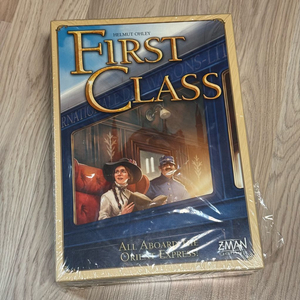 HELMUT OHLEY
FIRST
CLASS
ALL ABOARD THE
ORIENT EXPRESS!
Z-MAN